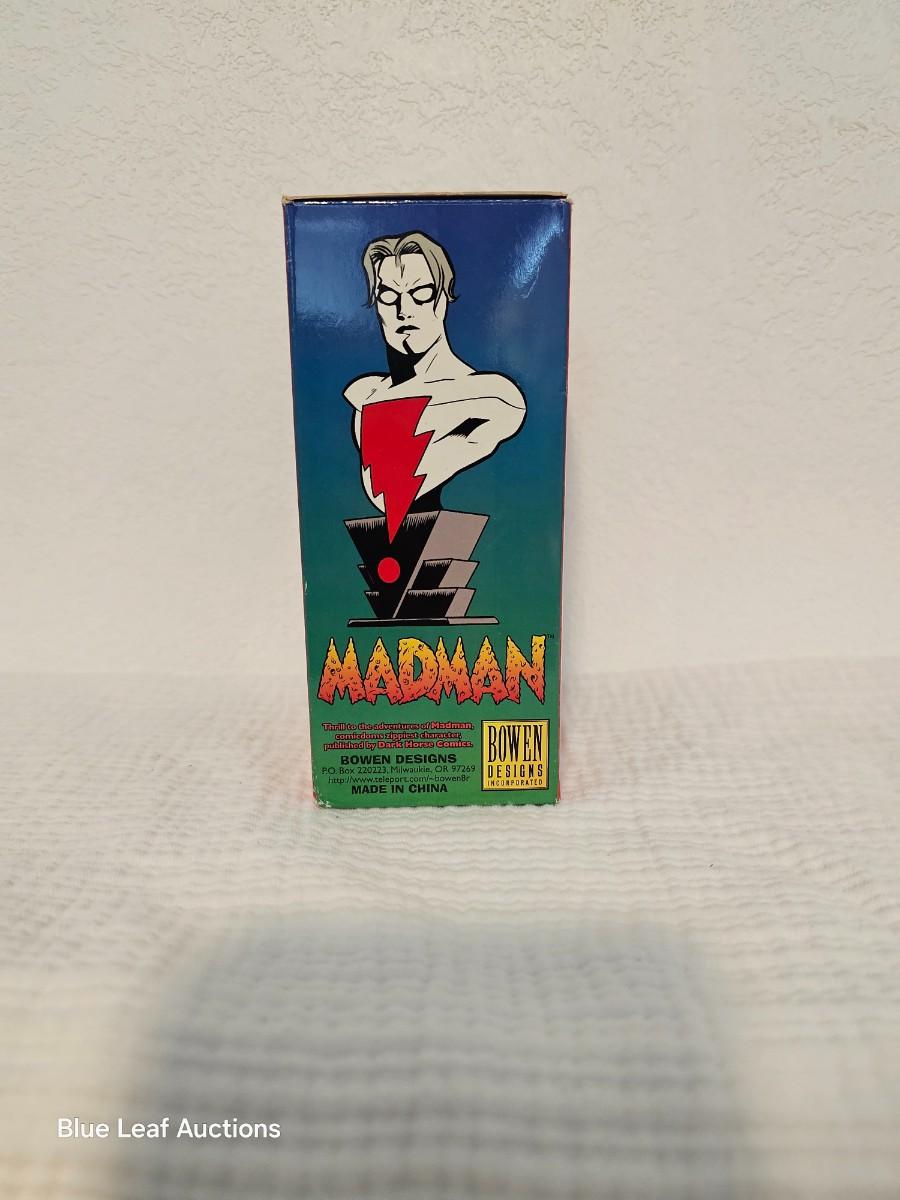 MADMAN™
Thrill to the adventures of Madman,
comicdoms zippiest character,
published by Dark Horse Comics.
BOWEN DESIGNS
P.O. Box 220223, Milwaukie, OR 97269
http://www.teleport.com/~bowen8r
MADE IN CHINA
BOWEN
DESIGNS
INCORPORATED
Blue Leaf Auctions